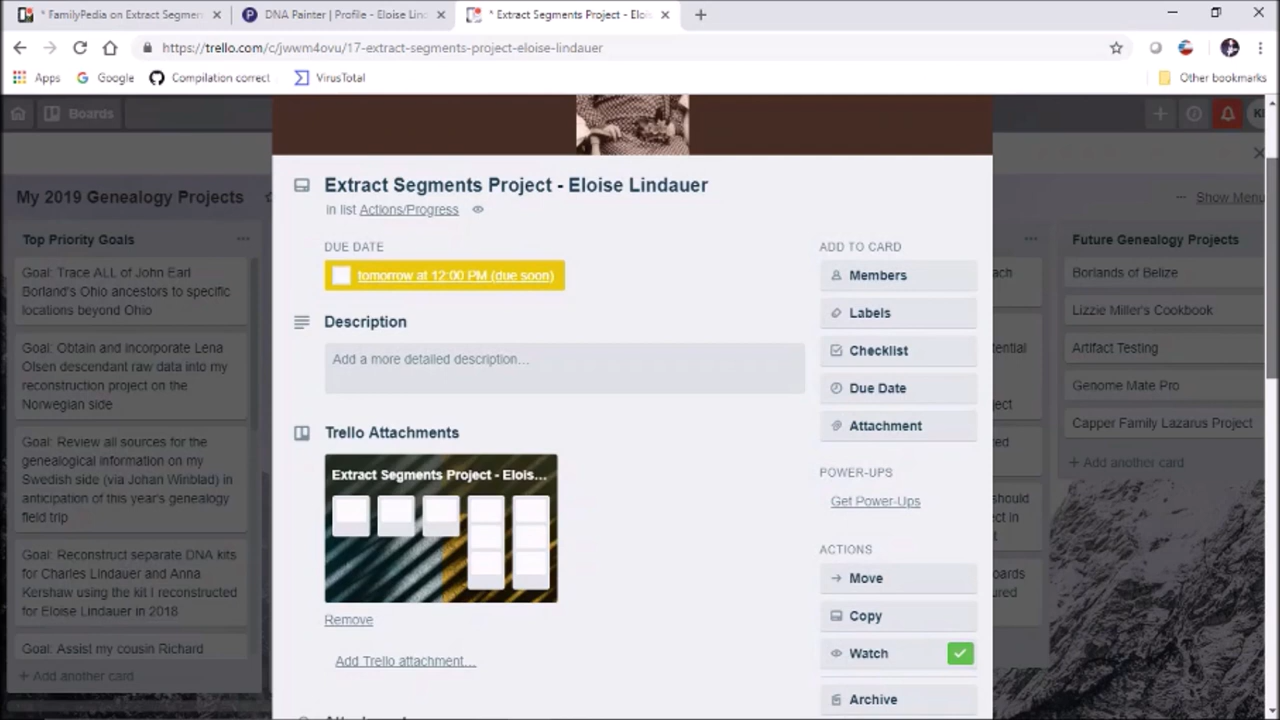 * FamilyPedia on Extract Segmen
DNA Painter | Profile - Eloise Lind
* Extract Segments Project - Elois
https://trello.com/c/jwwm4ovu/17-extract-segments-project-eloise-lindauer
Apps
Google
Compilation correct
VirusTotal
Other bookmarks
Boards
My 2019 Genealogy Projects
Show Menu
Top Priority Goals
Goal: Trace ALL of John Earl
Borland's Ohio ancestors to specific
locations beyond Ohio
Goal: Obtain and incorporate Lena
Olsen descendant raw data into my
reconstruction project on the
Norwegian side
Goal: Review all sources for the
genealogical information on my
Swedish side (via Johan Winblad) in
anticipation of this year's genealogy
field trip
Goal: Reconstruct separate DNA kits
for Charles Lindauer and Anna
Kershaw using the kit I reconstructed
for Eloise Lindauer in 2018
Goal: Assist my cousin Richard
+ Add another card
Extract Segments Project - Eloise Lindauer
in list Actions/Progress
DUE DATE
tomorrow at 12:00 PM (due soon)
Description
Add a more detailed description...
Trello Attachments
Extract Segments Project - Elois...
Remove
Add Trello attachment...
ADD TO CARD
Members
Labels
Checklist
Due Date
Attachment
POWER-UPS
Get Power-Ups
ACTIONS
Move
Copy
Watch
Archive
Future Genealogy Projects
Borlands of Belize
Lizzie Miller's Cookbook
Artifact Testing
Genome Mate Pro
Capper Family Lazarus Project
+ Add another card